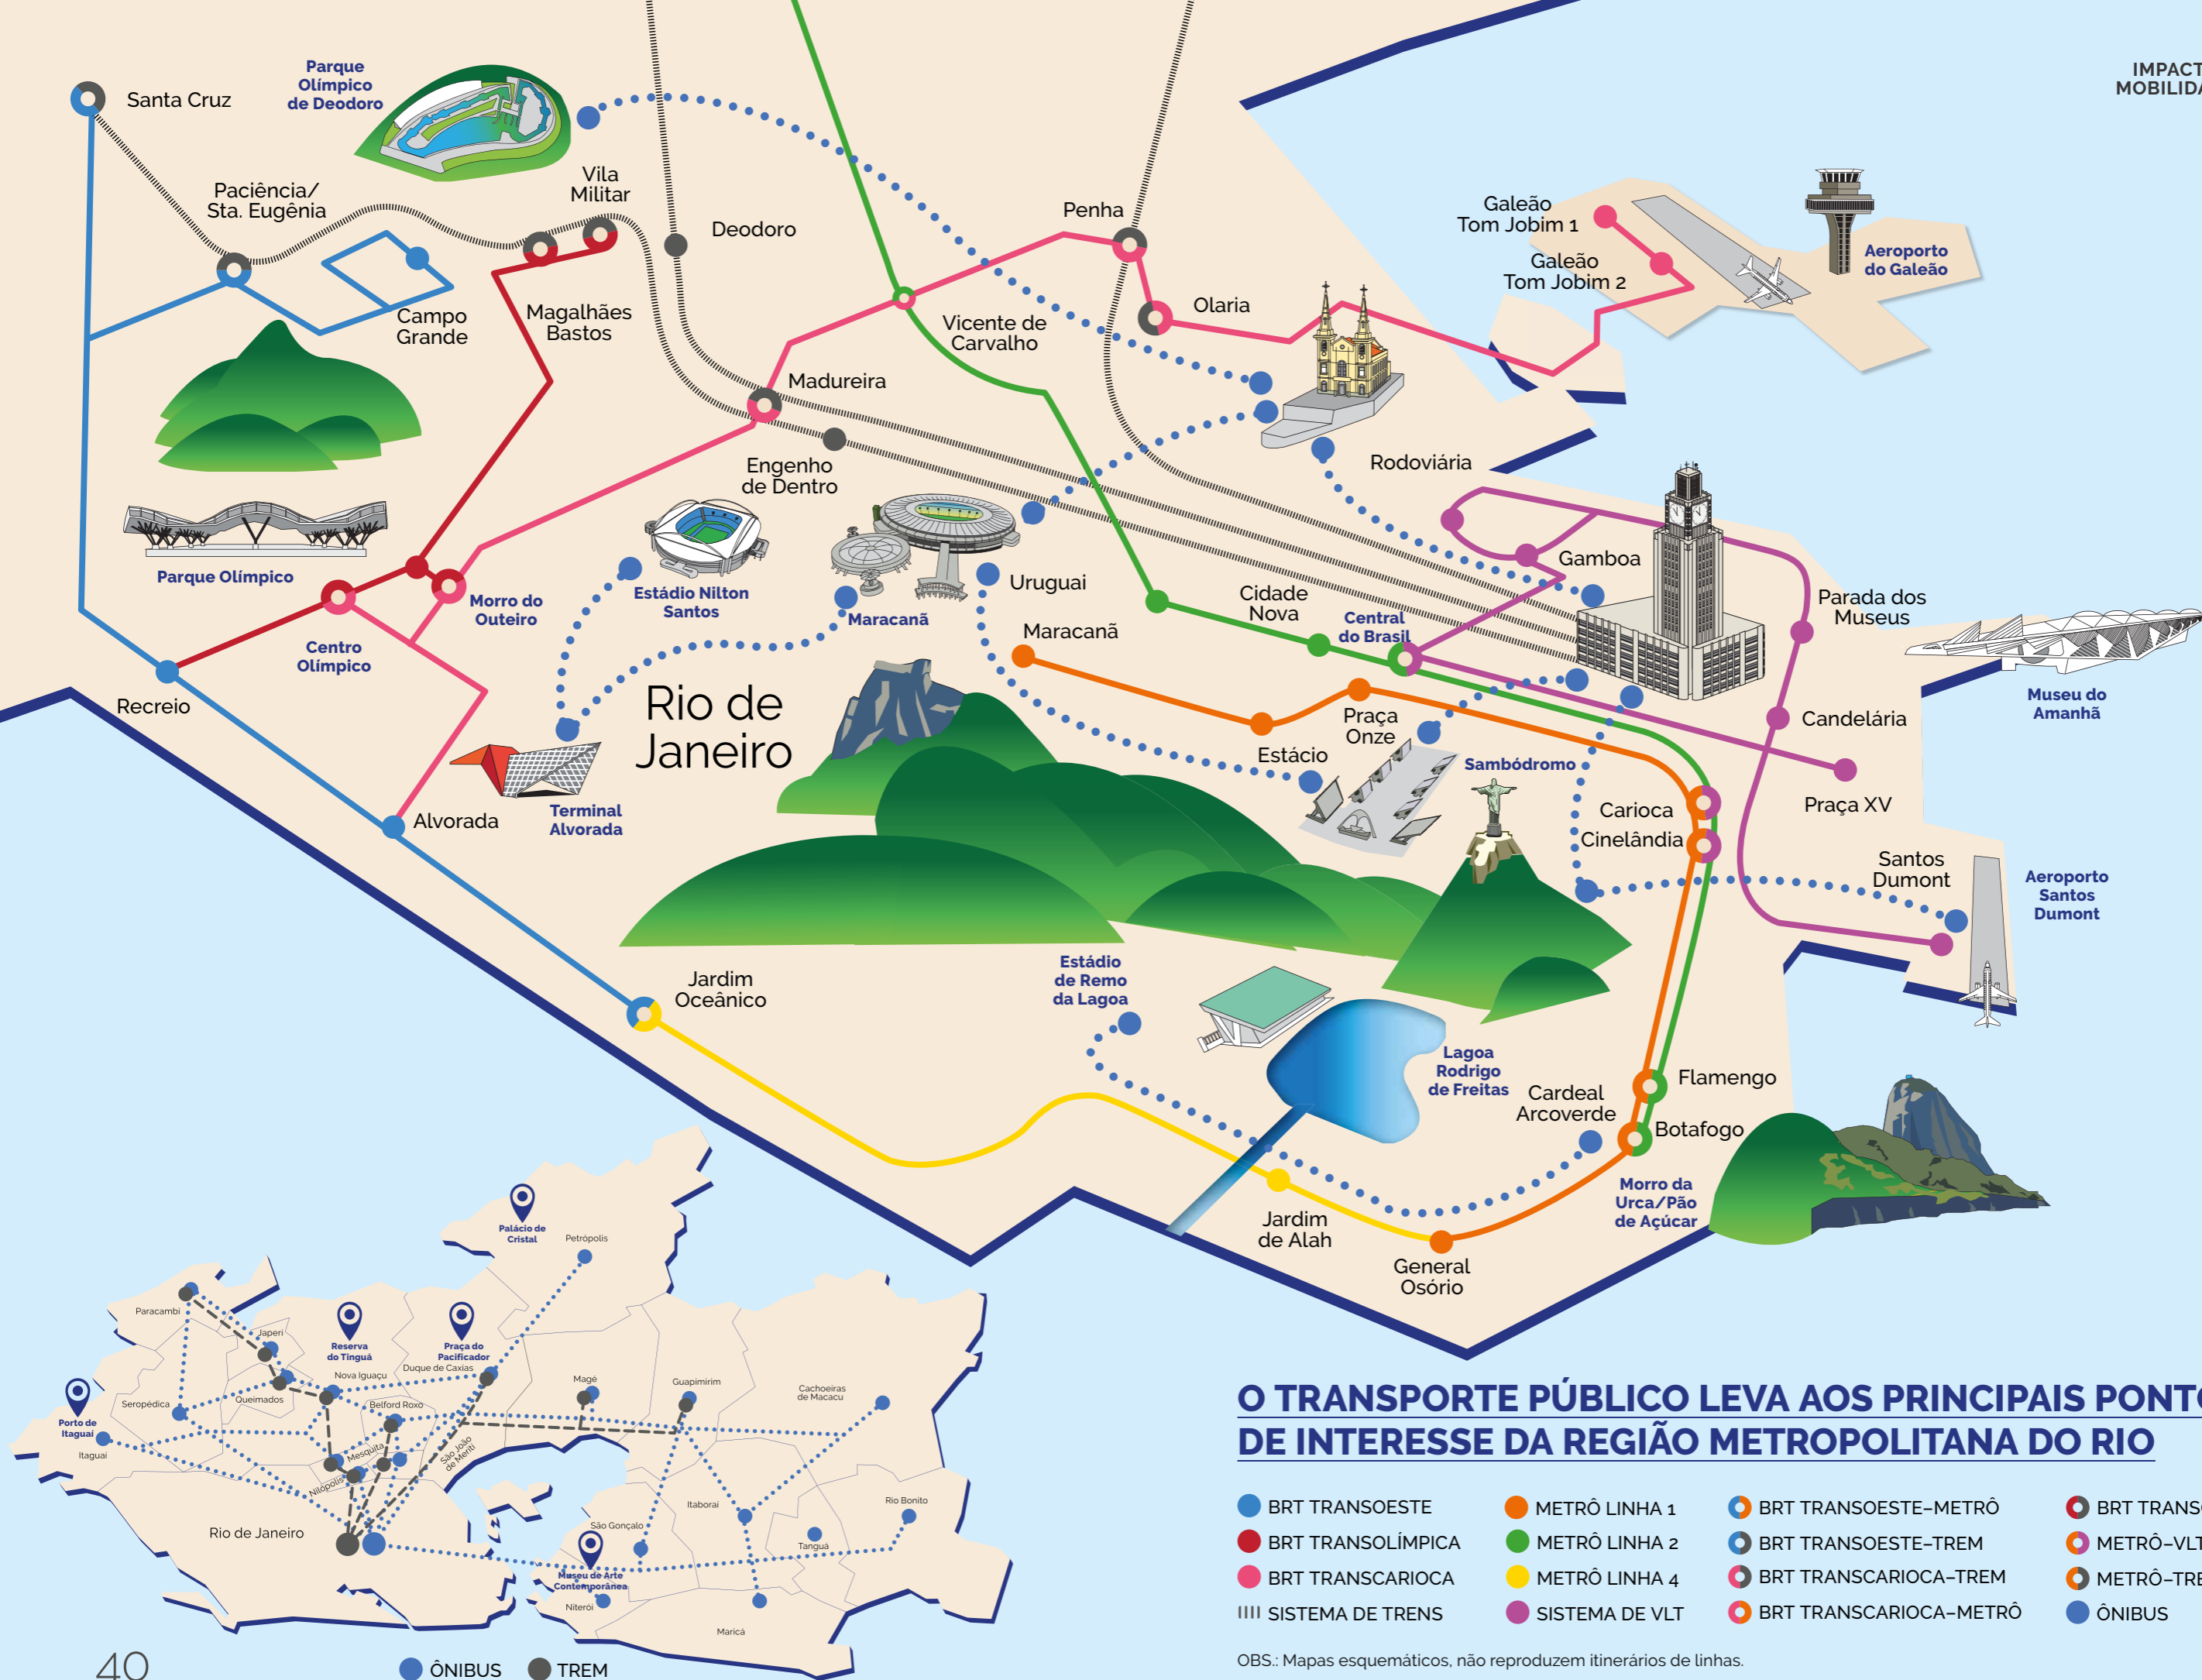 IMPACT
MOBILIDA
Parque
Olímpico
de Deodoro
Santa Cruz
Paciência/
Sta. Eugênia
Vila
Militar
Deodoro
Penha
Galeão
Tom Jobim 1
Galeão
Tom Jobim 2
Aeroporto
do Galeão
Campo
Grande
Magalhães
Bastos
Vicente de
Carvalho
Olaria
Madureira
Engenho
de Dentro
Rodoviária
Gamboa
Parque Olímpico
Morro do
Outeiro
Centro
Olímpico
Estádio Nilton
Santos
Maracanã
Uruguai
Maracanã
Cidade
Nova
Central
do Brasil
Parada dos
Museus
Museu do
Amanhã
Recreio
Rio de
Janeiro
Praça
Onze
Estácio
Sambódromo
Candelária
Praça XV
Carioca
Cinelândia
Alvorada
Terminal
Alvorada
Santos
Dumont
Aeroporto
Santos
Dumont
Jardim
Oceânico
Estádio
de Remo
da Lagoa
Lagoa
Rodrigo
de Freitas
Cardeal
Arcoverde
Flamengo
Botafogo
Morro da
Urca/Pão
de Açúcar
Jardim
de Alah
General
Osório
Palácio de
Cristal
Petrópolis
Paracambi
Japeri
Reserva
do Tinguá
Praça do
Pacificador
Duque de Caxias
Nova Iguaçu
Queimados
Belford Roxo
Seropédica
Porto de
Itaguaí
Itaguaí
Mesquita
Nilópolis
São João
de Meriti
Magé
Guapimirim
Cachoeiras
de Macacu
Rio de Janeiro
Itaboraí
Rio Bonito
São Gonçalo
Tanguá
Museu de Arte
Contemporânea
Niterói
Maricá
40
ÔNIBUS
TREM
O TRANSPORTE PÚBLICO LEVA AOS PRINCIPAIS PONTO
DE INTERESSE DA REGIÃO METROPOLITANA DO RIO
BRT TRANSOESTE
BRT TRANSOLÍMPICA
BRT TRANSCARIOCA
SISTEMA DE TRENS
METRÔ LINHA 1
METRÔ LINHA 2
METRÔ LINHA 4
SISTEMA DE VLT
BRT TRANSOESTE–METRÔ
BRT TRANSOESTE–TREM
BRT TRANSCARIOCA–TREM
BRT TRANSCARIOCA–METRÔ
BRT TRANSO
METRÔ–VLT
METRÔ–TRE
ÔNIBUS
OBS.: Mapas esquemáticos, não reproduzem itinerários de linhas.